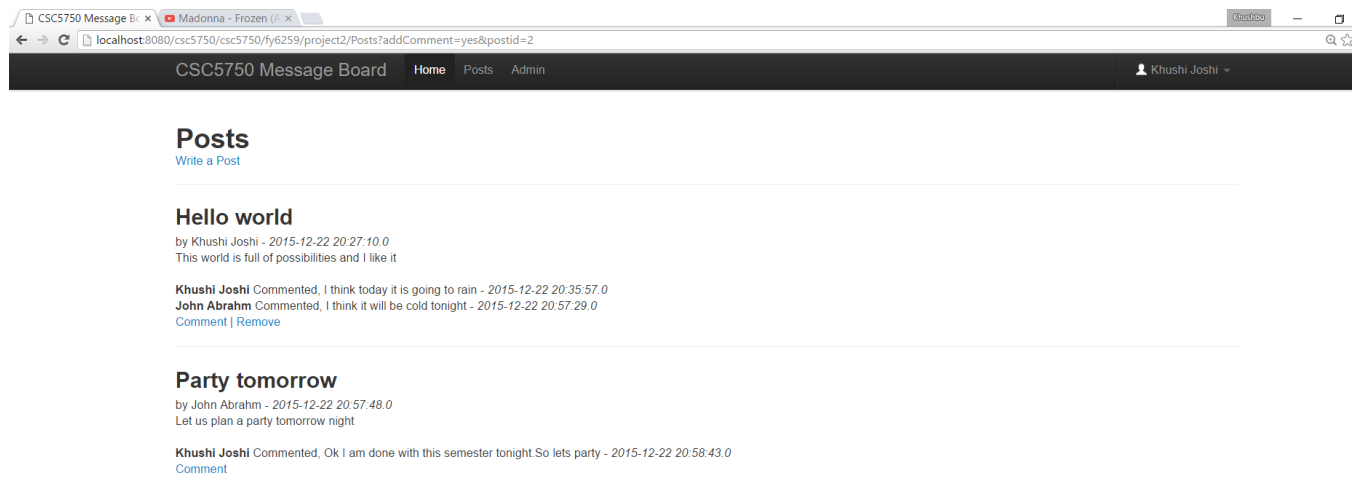 CSC5750 Message Bo
Madonna - Frozen (A
Khushbu
localhost:8080/csc5750/csc5750/fy6259/project2/Posts?addComment=yes&postid=2
CSC5750 Message Board Home Posts Admin Khushi Joshi
Posts
Write a Post
Hello world
by Khushi Joshi - 2015-12-22 20:27:10.0
This world is full of possibilities and I like it
Khushi Joshi Commented, I think today it is going to rain - 2015-12-22 20:35:57.0
John Abrahm Commented, I think it will be cold tonight - 2015-12-22 20:57:29.0
Comment | Remove
Party tomorrow
by John Abrahm - 2015-12-22 20:57:48.0
Let us plan a party tomorrow night
Khushi Joshi Commented, Ok I am done with this semester tonight.So lets party - 2015-12-22 20:58:43.0
Comment